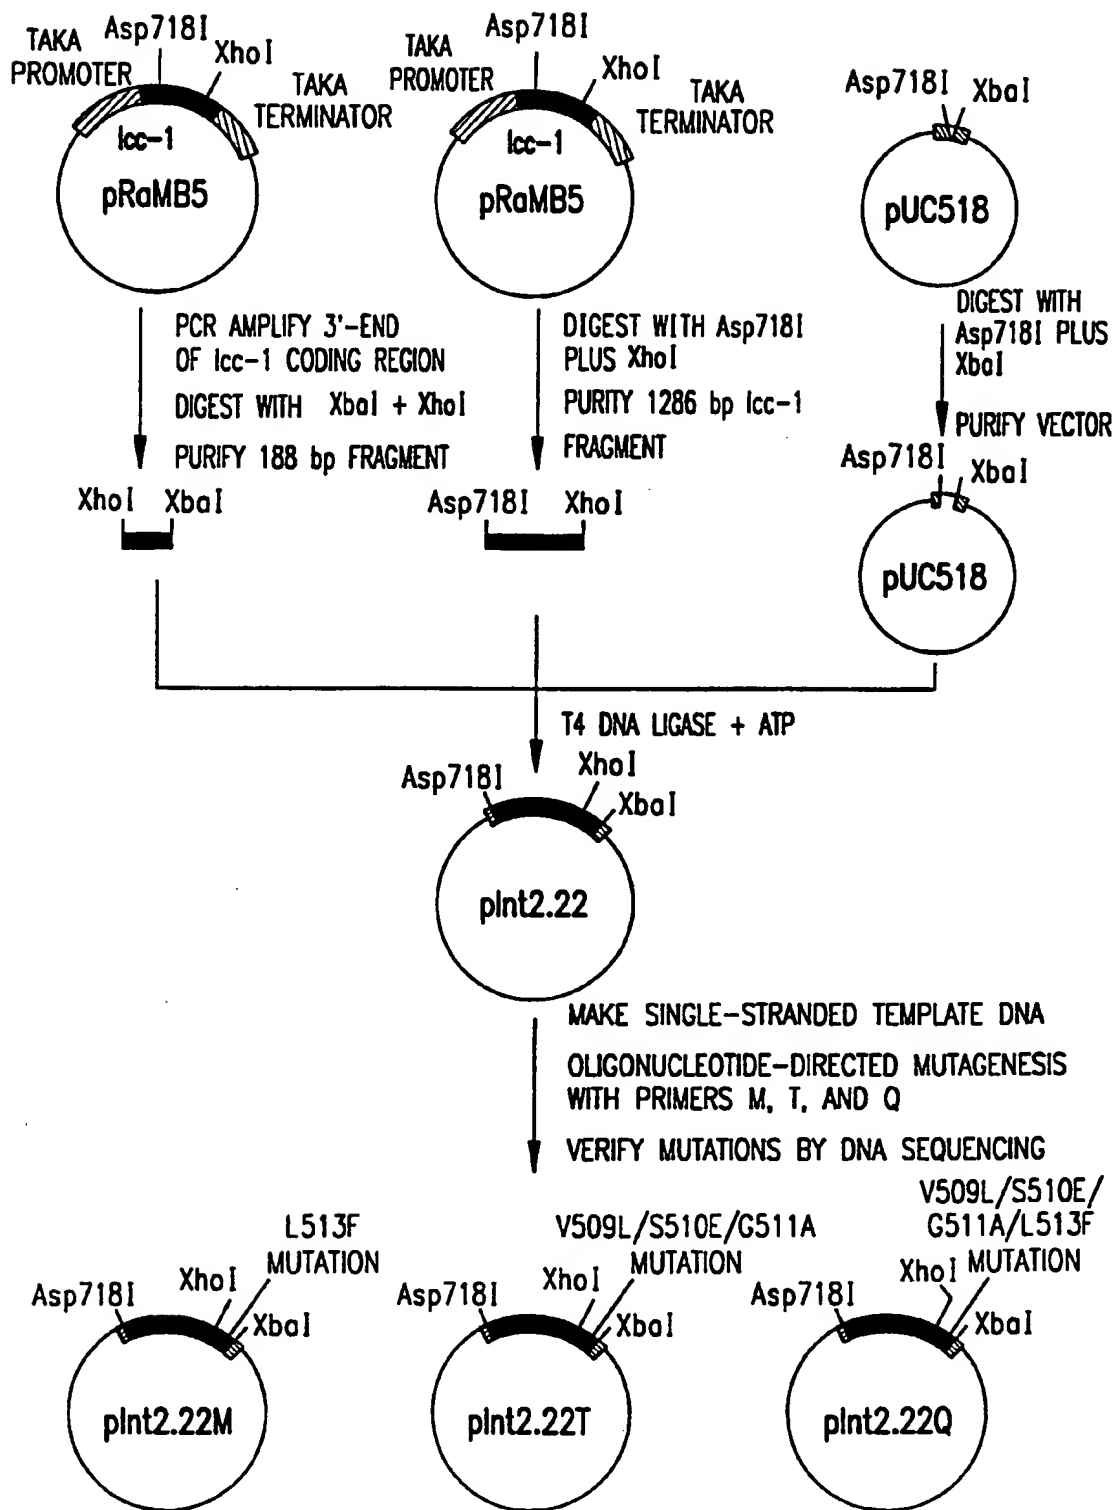 TAKA
PROMOTER
Asp718I
XhoI
TAKA
TERMINATOR
lcc-1
pRaMB5
TAKA
PROMOTER
Asp718I
XhoI
TAKA
TERMINATOR
lcc-1
pRaMB5
Asp718I
XbaI
pUC518
PCR AMPLIFY 3'-END
OF lcc-1 CODING REGION
DIGEST WITH XbaI + XhoI
PURIFY 188 bp FRAGMENT
DIGEST WITH Asp718I
PLUS XhoI
PURITY 1286 bp lcc-1
FRAGMENT
DIGEST WITH
Asp718I PLUS
XbaI
PURIFY VECTOR
XhoI XbaI
Asp718I XhoI
Asp718I
XbaI
pUC518
T4 DNA LIGASE + ATP
Asp718I
XhoI
XbaI
pInt2.22
MAKE SINGLE-STRANDED TEMPLATE DNA
OLIGONUCLEOTIDE-DIRECTED MUTAGENESIS
WITH PRIMERS M, T, AND Q
VERIFY MUTATIONS BY DNA SEQUENCING
L513F
MUTATION
Asp718I
XhoI
XbaI
pInt2.22M
V509L/S510E/G511A
MUTATION
Asp718I
XhoI
XbaI
pInt2.22T
V509L/S510E/
G511A/L513F
MUTATION
Asp718I
XhoI
XbaI
pInt2.22Q